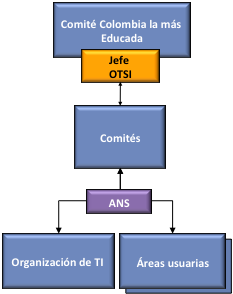 Comité Colombia la más
Educada
Jefe
OTSI
Comités
ANS
Organización de TI
Áreas usuarias